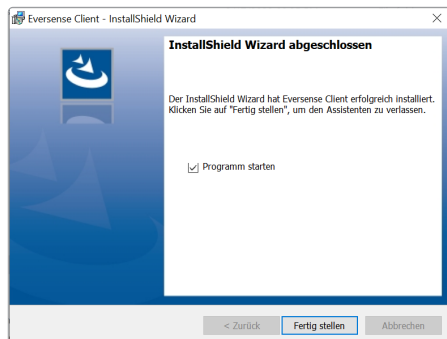 Eversense Client - InstallShield Wizard
InstallShield Wizard abgeschlossen
Der InstallShield Wizard hat Eversense Client erfolgreich installiert.
Klicken Sie auf "Fertig stellen", um den Assistenten zu verlassen.
Programm starten
< Zurück Fertig stellen Abbrechen